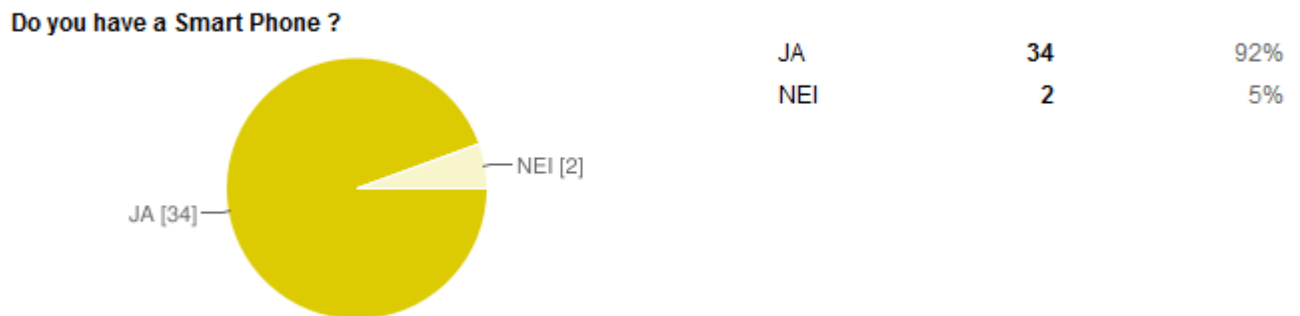 Do you have a Smart Phone ?
JA 34 92%
NEI 2 5%
NEI [2]
JA [34]